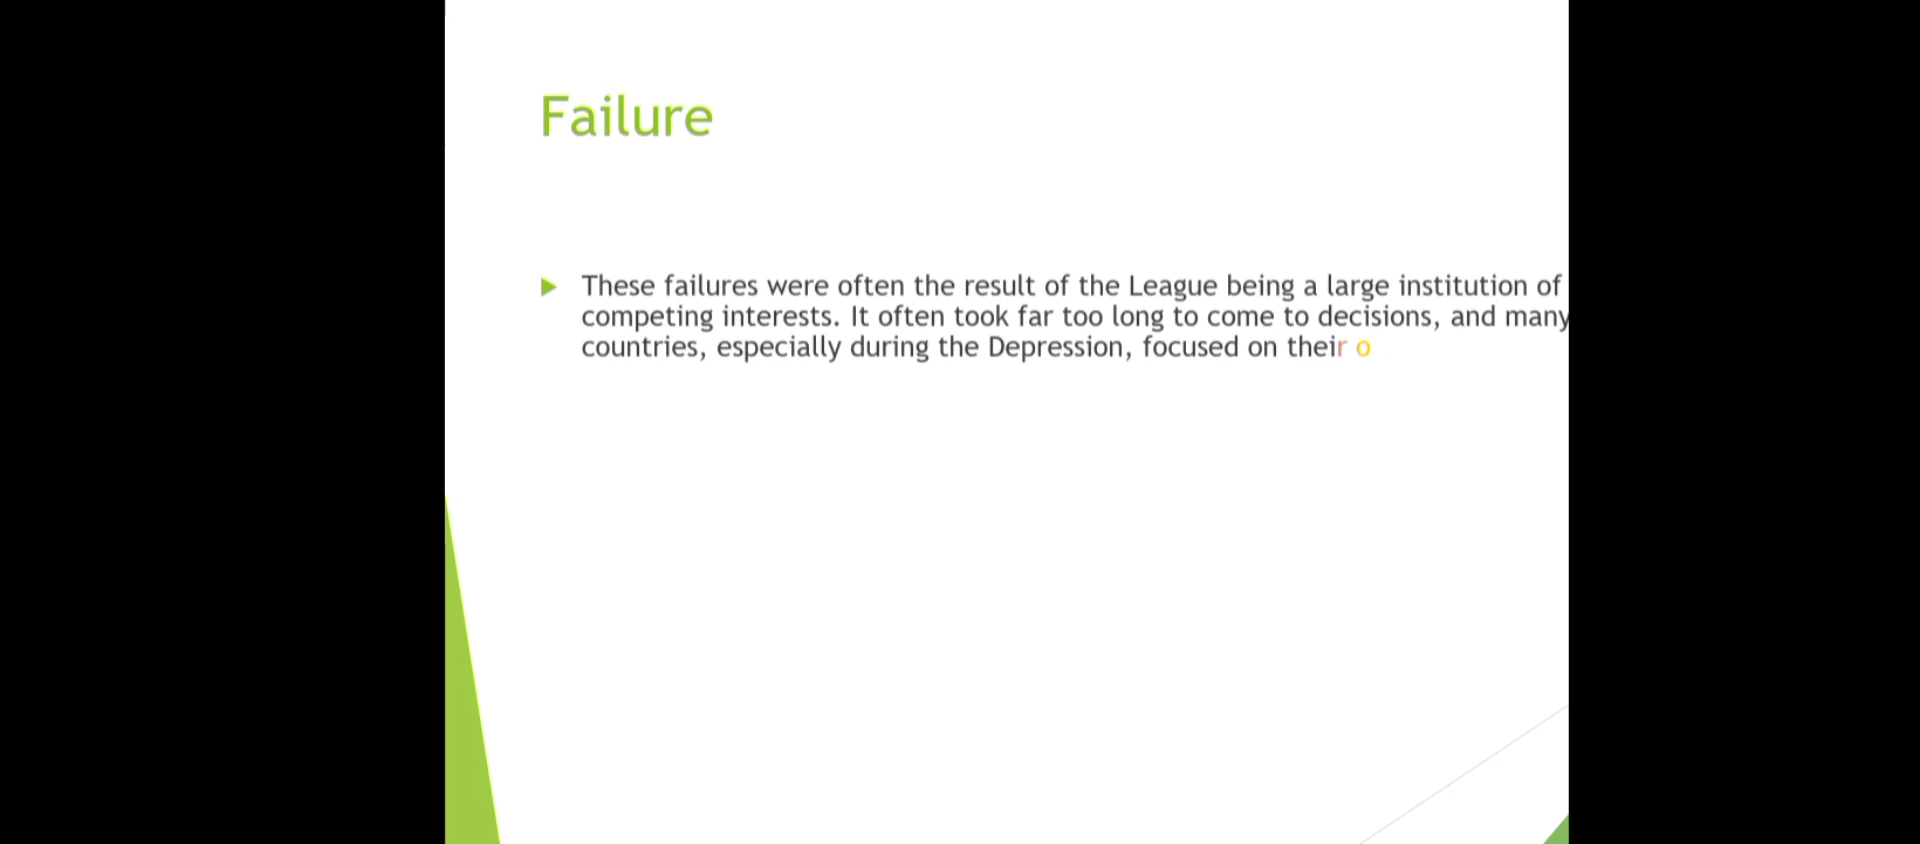 Failure
These failures were often the result of the League being a large institution of
competing interests. It often took far too long to come to decisions, and many
countries, especially during the Depression, focused on their o